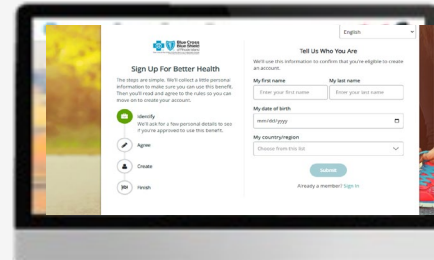 English
Blue Cross
Blue Shield
Sign Up For Better Health
The steps are simple. We'll collect a little personal
information to make sure you can use this benefit.
Then you'll read and agree to the rules so you can
move on to create your account.
Identify
We'll ask for a few personal details to see
if you're approved to use this benefit.
Agree
Create
Finish
Tell Us Who You Are
We'll use this information to confirm that you're eligible to create
an account.
My first name
My last name
Enter your first name
Enter your last name
My date of birth
mm/dd/yyyy
My country/region
Choose from this list
Submit
Already a member? Sign in